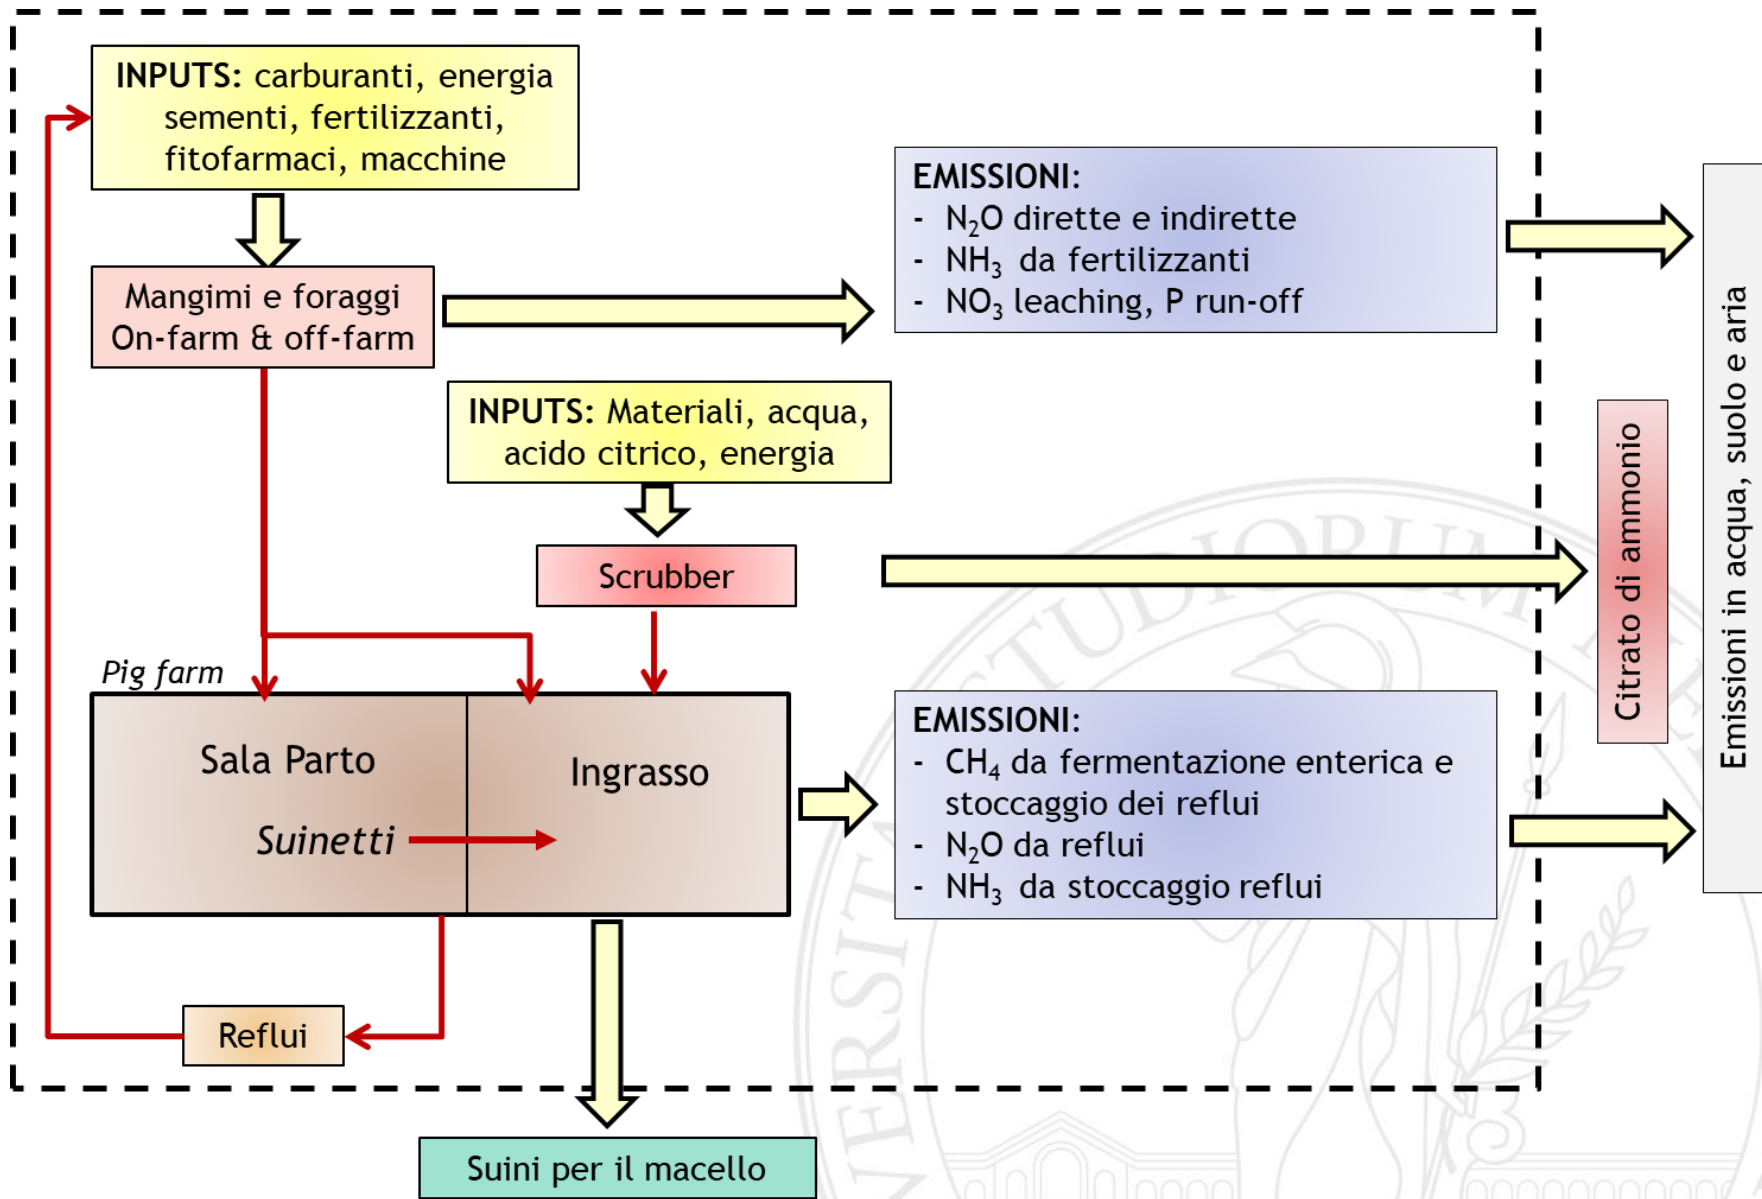 INPUTS: carburanti, energia
sementi, fertilizzanti,
fitofarmaci, macchine
EMISSIONI:
- N₂O dirette e indirette
- NH₃ da fertilizzanti
- NO₃ leaching, P run-off
Mangimi e foraggi
On-farm & off-farm
INPUTS: Materiali, acqua,
acido citrico, energia
Scrubber
Citrato di ammonio
Emissioni in acqua, suolo e aria
Pig farm
Sala Parto
Ingrasso
Suinetti
EMISSIONI:
- CH₄ da fermentazione enterica e
stoccaggio dei reflui
- N₂O da reflui
- NH₃ da stoccaggio reflui
Reflui
Suini per il macello